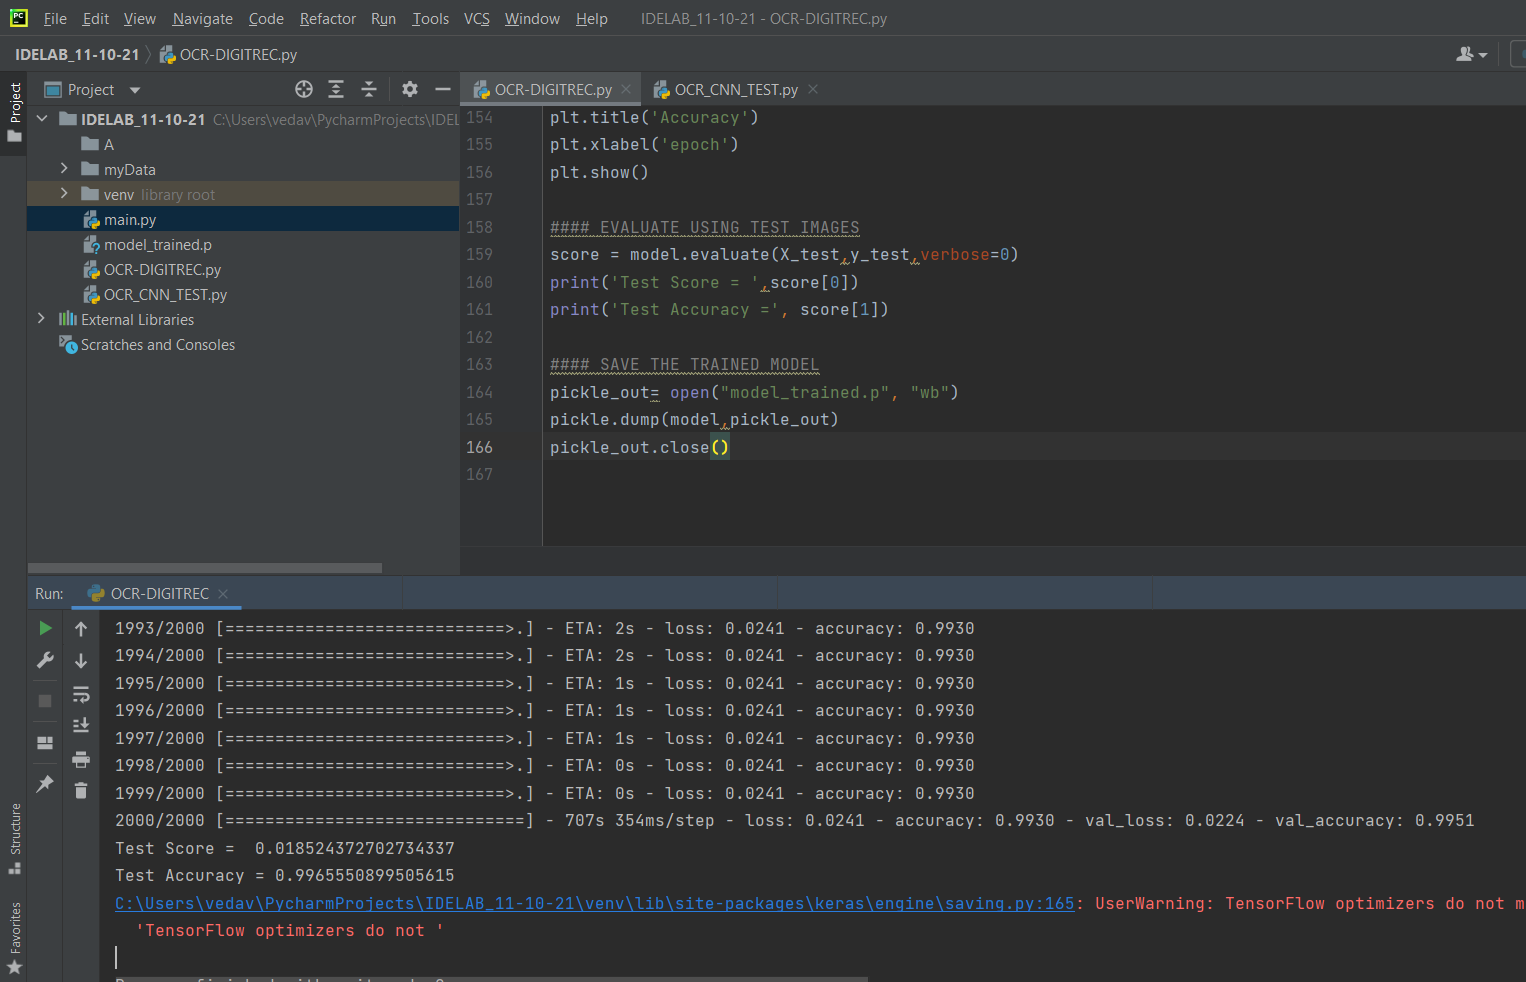 File Edit View Navigate Code Refactor Run Tools VCS Window Help IDELAB_11-10-21 - OCR-DIGITREC.py
IDELAB_11-10-21 OCR-DIGITREC.py
Project
Project
OCR-DIGITREC.py
OCR_CNN_TEST.py
IDELAB_11-10-21 C:\Users\vedav\PycharmProjects\IDEL
A
myData
venv library root
main.py
model_trained.p
OCR-DIGITREC.py
OCR_CNN_TEST.py
External Libraries
Scratches and Consoles
154 plt.title('Accuracy')
155 plt.xlabel('epoch')
156 plt.show()
157
158 #### EVALUATE USING TEST IMAGES
159 score = model.evaluate(X_test,y_test,verbose=0)
160 print('Test Score = ',score[0])
161 print('Test Accuracy =', score[1])
162
163 #### SAVE THE TRAINED MODEL
164 pickle_out= open("model_trained.p", "wb")
165 pickle.dump(model,pickle_out)
166 pickle_out.close()
167
Run: OCR-DIGITREC
1993/2000 [============================>.] - ETA: 2s - loss: 0.0241 - accuracy: 0.9930
1994/2000 [============================>.] - ETA: 2s - loss: 0.0241 - accuracy: 0.9930
1995/2000 [============================>.] - ETA: 1s - loss: 0.0241 - accuracy: 0.9930
1996/2000 [============================>.] - ETA: 1s - loss: 0.0241 - accuracy: 0.9930
1997/2000 [============================>.] - ETA: 1s - loss: 0.0241 - accuracy: 0.9930
1998/2000 [============================>.] - ETA: 0s - loss: 0.0241 - accuracy: 0.9930
1999/2000 [============================>.] - ETA: 0s - loss: 0.0241 - accuracy: 0.9930
2000/2000 [==============================] - 707s 354ms/step - loss: 0.0241 - accuracy: 0.9930 - val_loss: 0.0224 - val_accuracy: 0.9951
Test Score =  0.018524372702734337
Test Accuracy = 0.9965550899505615
C:\Users\vedav\PycharmProjects\IDELAB_11-10-21\venv\lib\site-packages\keras\engine\saving.py:165: UserWarning: TensorFlow optimizers do not m
'TensorFlow optimizers do not '
Structure
Favorites